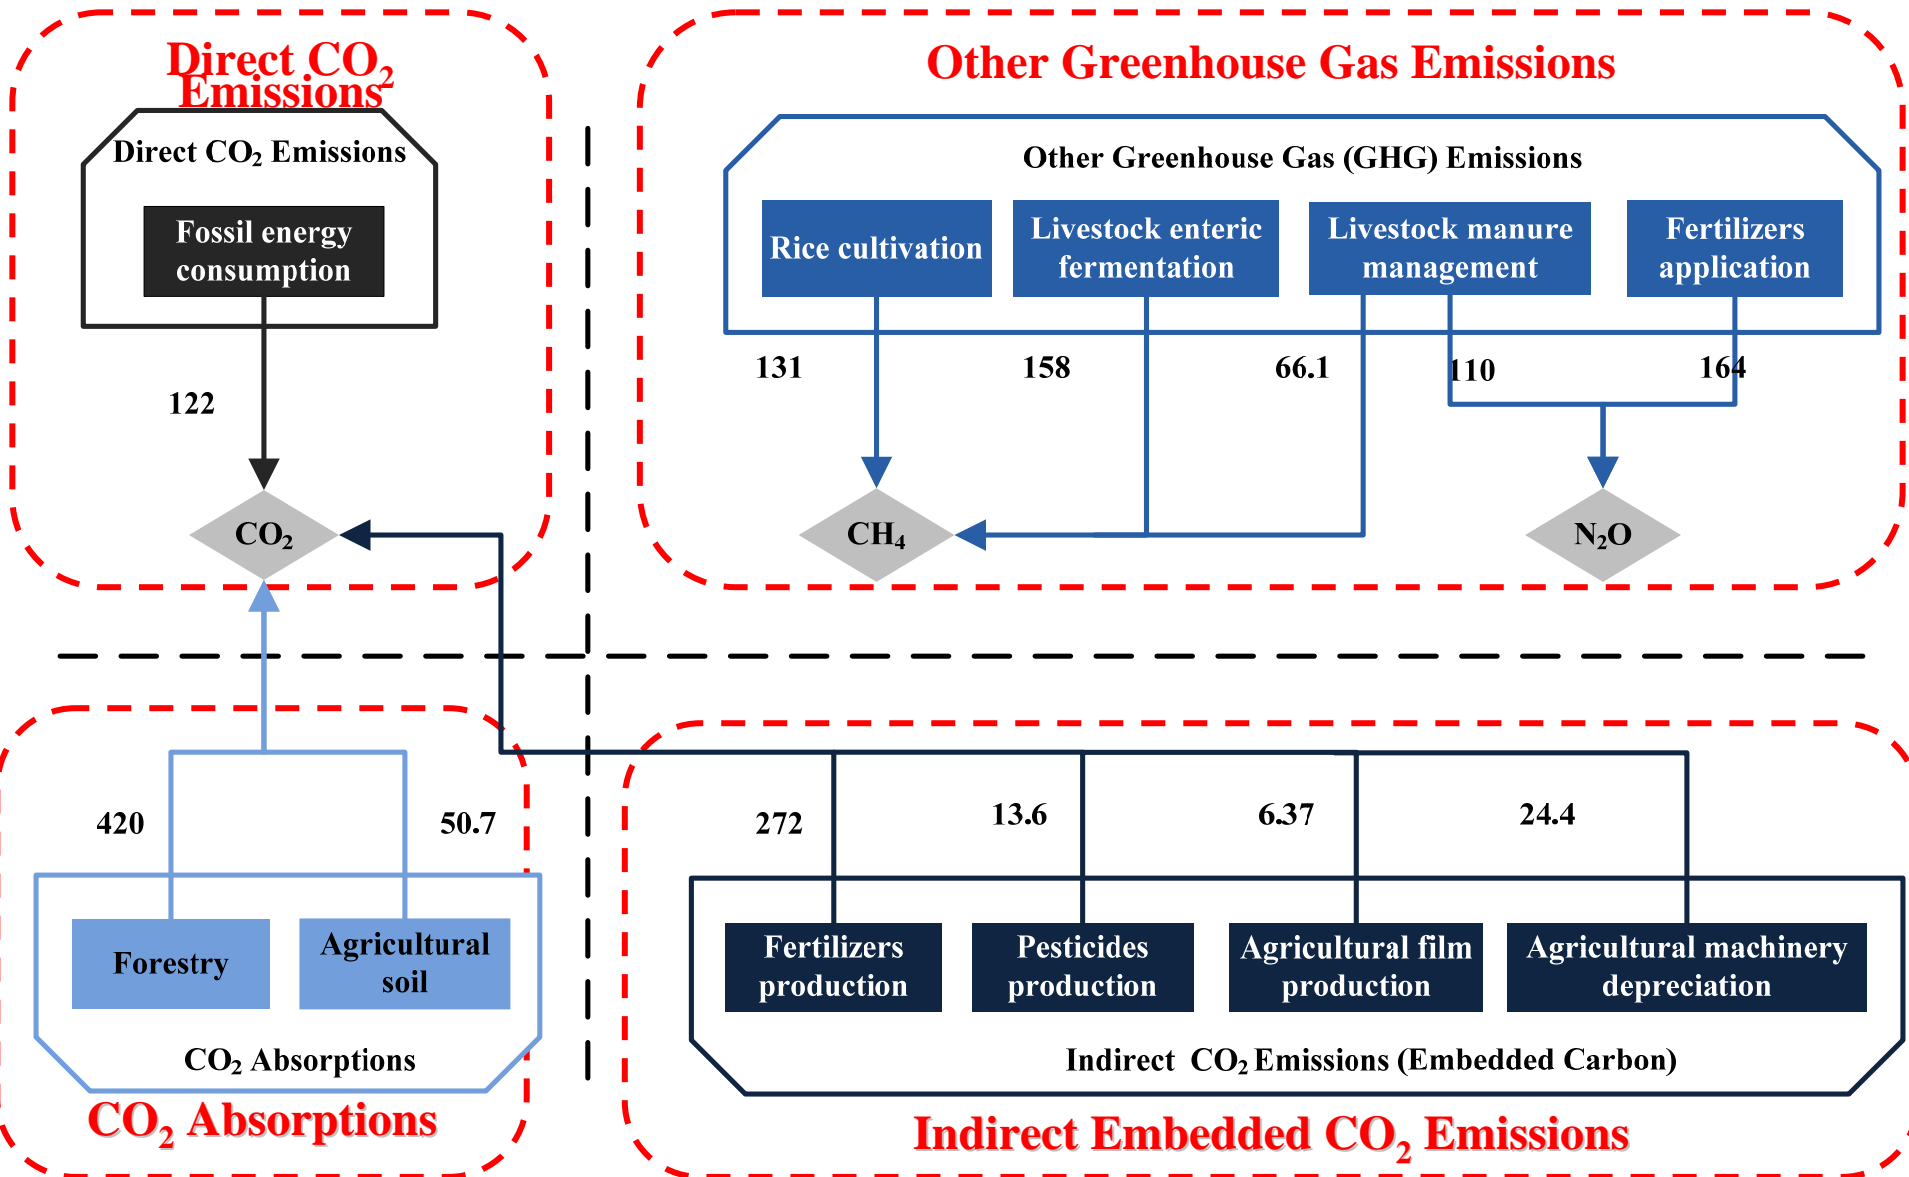 Direct CO₂
Emissions
Direct CO₂ Emissions
Fossil energy
consumption
122
CO₂
Other Greenhouse Gas Emissions
Other Greenhouse Gas (GHG) Emissions
Rice cultivation
Livestock enteric
fermentation
Livestock manure
management
Fertilizers
application
131
158
66.1
110
164
CH₄
N₂O
420
50.7
Forestry
Agricultural
soil
CO₂ Absorptions
CO₂ Absorptions
272
13.6
6.37
24.4
Fertilizers
production
Pesticides
production
Agricultural film
production
Agricultural machinery
depreciation
Indirect CO₂ Emissions (Embedded Carbon)
Indirect Embedded CO₂ Emissions